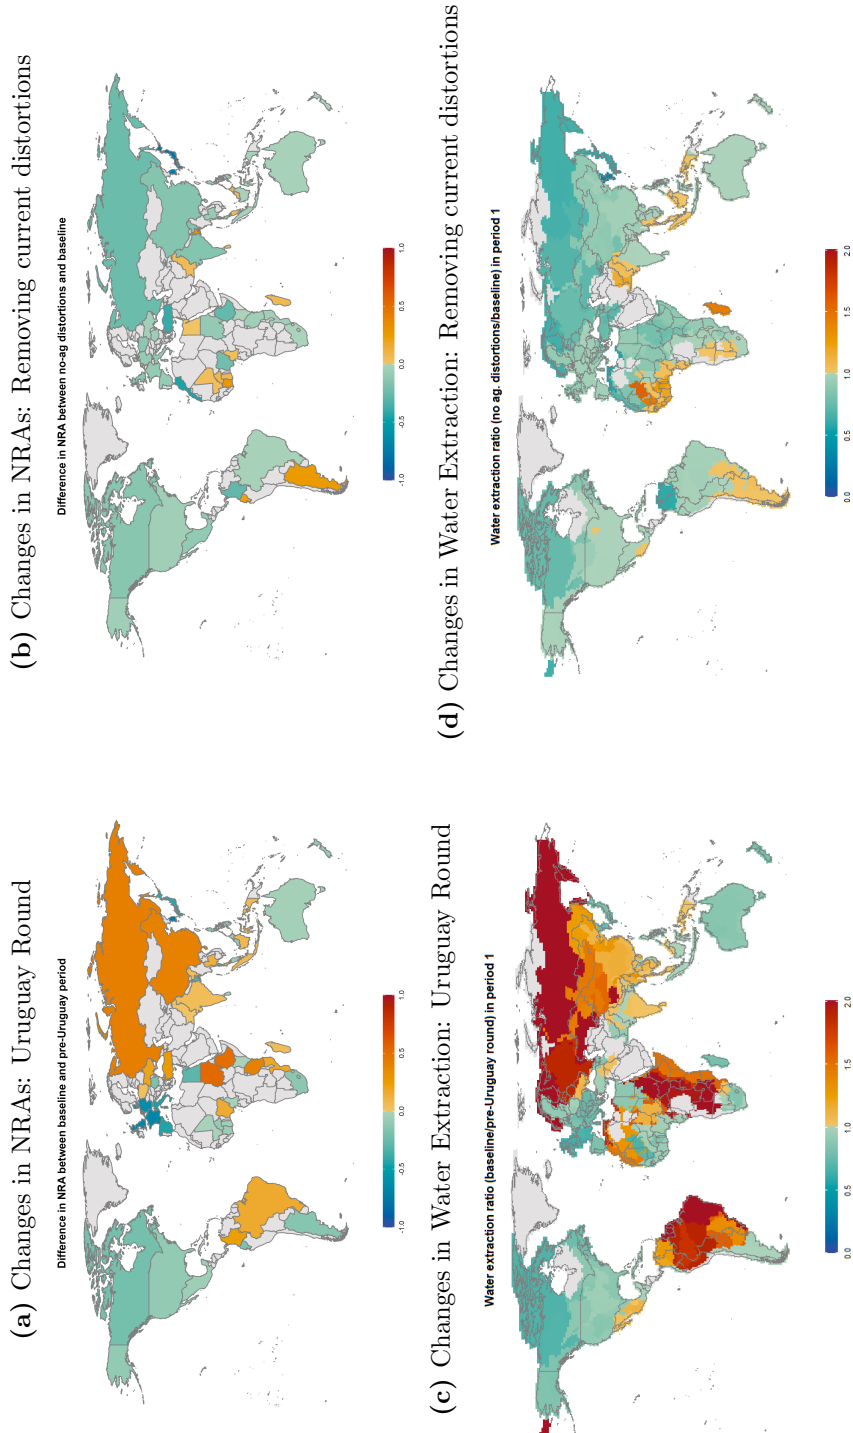 (a) Changes in NRAs: Uruguay Round
Difference in NRA between baseline and pre-Uruguay period
-1.0 -0.5 0.0 0.5 1.0
(b) Changes in NRAs: Removing current distortions
Difference in NRA between no-ag distortions and baseline
-1.0 -0.5 0.0 0.5 1.0
(c) Changes in Water Extraction: Uruguay Round
Water extraction ratio (baseline/pre-Uruguay round) in period 1
0.0 0.5 1.0 1.5 2.0
(d) Changes in Water Extraction: Removing current distortions
Water extraction ratio (no ag. distortions/baseline) in period 1
0.0 0.5 1.0 1.5 2.0